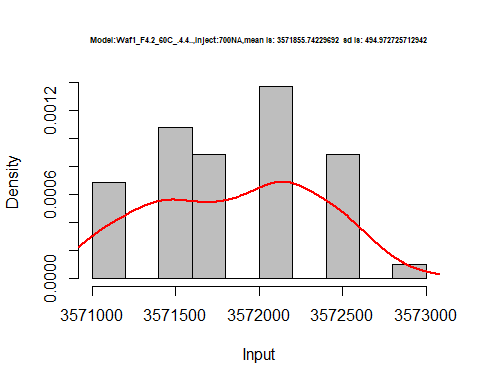 Model:Waf1_F4.2_60C_.4.4..,Inject:700NA,mean is: 3571855.74229692 sd is: 494.972725712942
0.0012
0.0006
0.0000
Density
3571000 3571500 3572000 3572500 3573000
Input